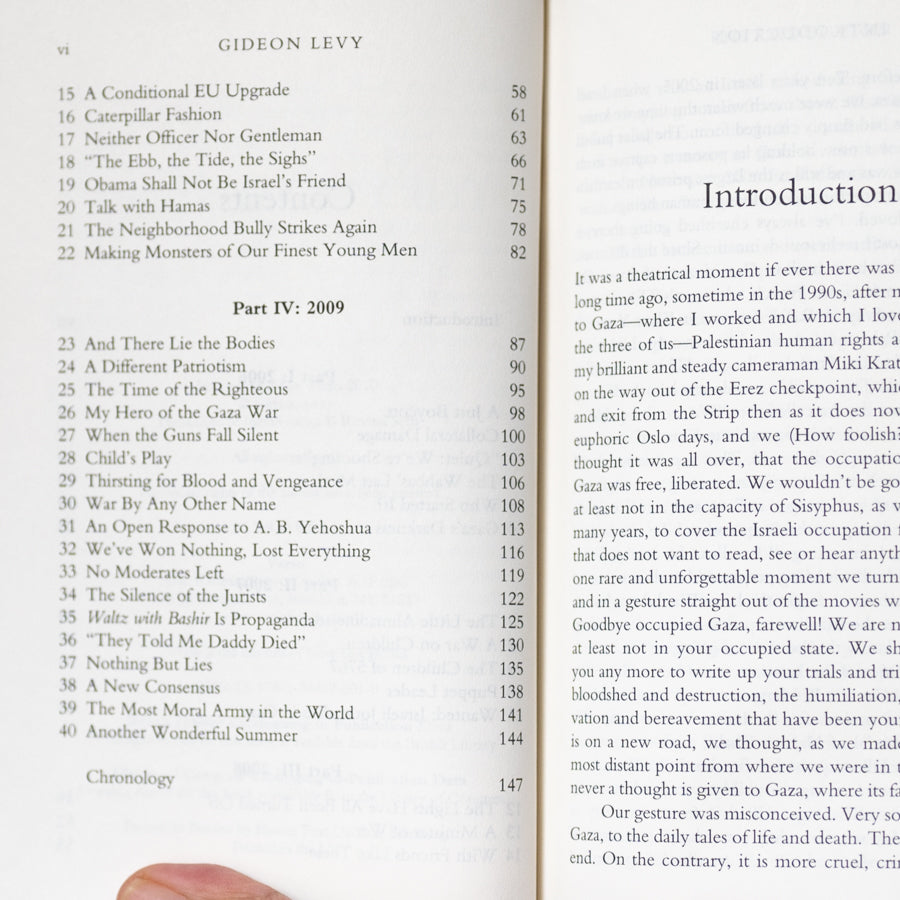 vi
GIDEON LEVY
15 A Conditional EU Upgrade 58
16 Caterpillar Fashion 61
17 Neither Officer Nor Gentleman 63
18 “The Ebb, the Tide, the Sighs” 66
19 Obama Shall Not Be Israel’s Friend 71
20 Talk with Hamas 75
21 The Neighborhood Bully Strikes Again 78
22 Making Monsters of Our Finest Young Men 82
Part IV: 2009
23 And There Lie the Bodies 87
24 A Different Patriotism 90
25 The Time of the Righteous 95
26 My Hero of the Gaza War 98
27 When the Guns Fall Silent 100
28 Child’s Play 103
29 Thirsting for Blood and Vengeance 106
30 War By Any Other Name 108
31 An Open Response to A. B. Yehoshua 113
32 We’ve Won Nothing, Lost Everything 116
33 No Moderates Left 119
34 The Silence of the Jurists 122
35 Waltz with Bashir Is Propaganda 125
36 “They Told Me Daddy Died” 130
37 Nothing But Lies 135
38 A New Consensus 138
39 The Most Moral Army in the World 141
40 Another Wonderful Summer 144
Chronology 147
Introduction
It was a theatrical moment if ever there was
long time ago, sometime in the 1990s, after
to Gaza—where I worked and which I
the three of us—Palestinian human rights
my brilliant and steady cameraman Miki
on the way out of the Erez checkpoint,
and exit from the Strip then as it does
euphoric Oslo days, and we (How foolish?
thought it was all over, that the
Gaza was free, liberated. We wouldn’t be
at least not in the capacity of Sisyphus, as
many years, to cover the Israeli occupation
that does not want to read, see or hear
one rare and unforgettable moment we
and in a gesture straight out of the movies
Goodbye occupied Gaza, farewell! We are
at least not in your occupied state. We
you any more to write up your trials and
bloodshed and destruction, the humiliation,
vation and bereavement that have been
is on a new road, we thought, as we
most distant point from where we were in
never a thought is given to Gaza, where its
Our gesture was misconceived. Very
Gaza, to the daily tales of life and death.
end. On the contrary, it is more cruel,